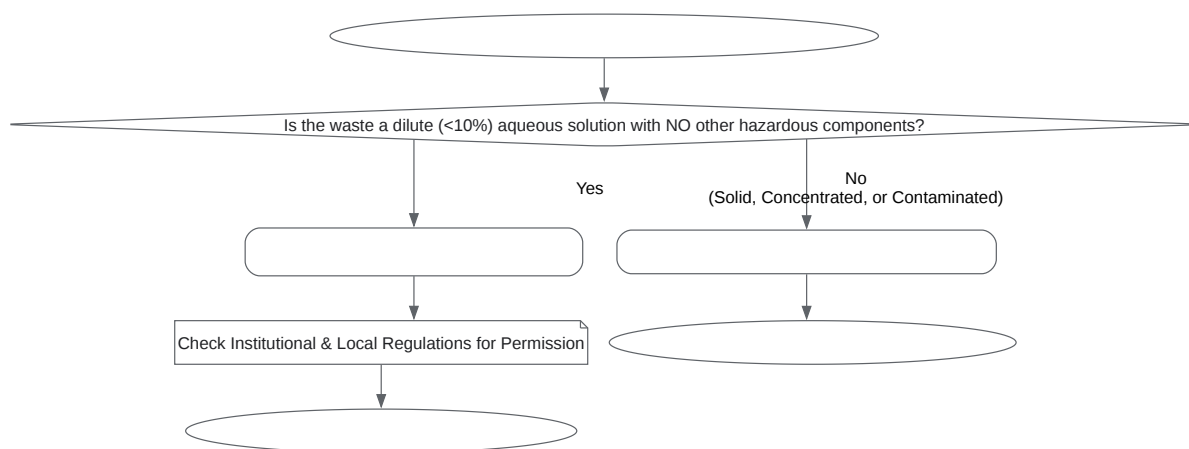 Is the waste a dilute (<10%) aqueous solution with NO other hazardous components?
Yes
No
(Solid, Concentrated, or Contaminated)
Check Institutional & Local Regulations for Permission